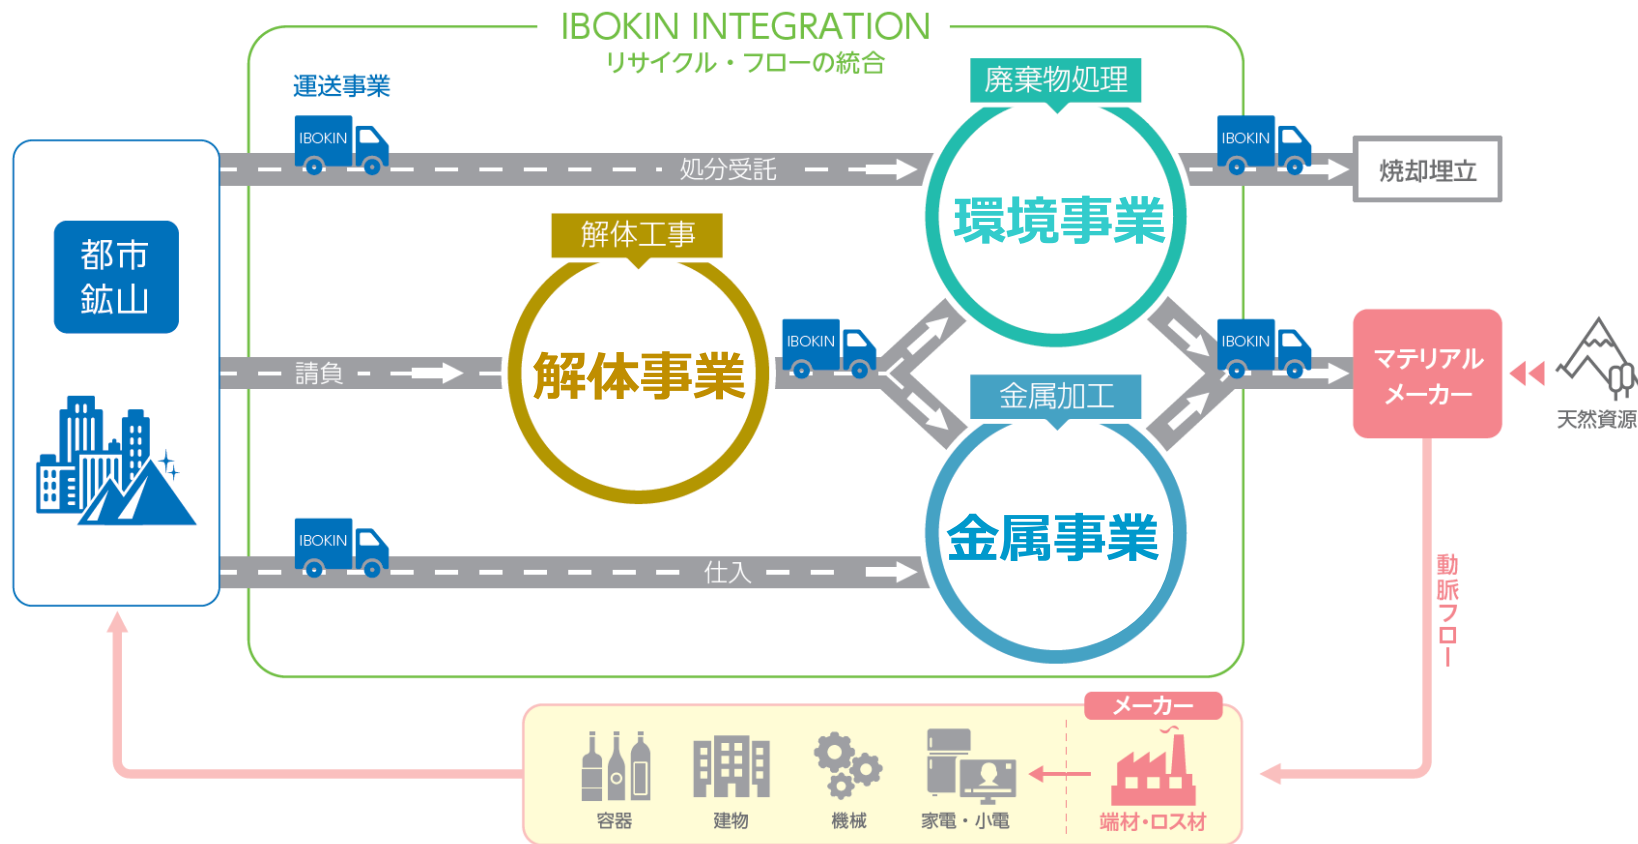 IBOKIN INTEGRATION
リサイクル・フローの統合
運送事業
廃棄物処理
IBOKIN
IBOKIN
処分受託
焼却埋立
環境事業
都市
鉱山
解体工事
IBOKIN
IBOKIN
請負
解体事業
金属加工
マテリアル
メーカー
天然資源
IBOKIN
仕入
金属事業
動脈フロー
メーカー
容器
建物
機械
家電・小電
端材・ロス材